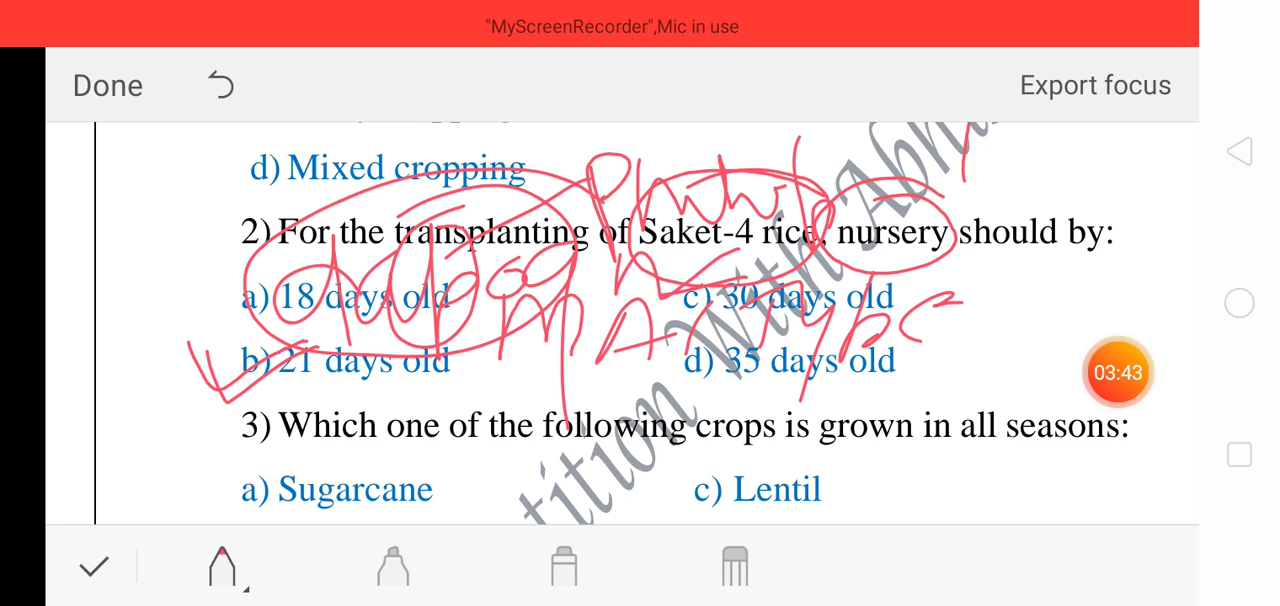 "MyScreenRecorder",Mic in use
Done
Export focus
d) Mixed cropping
2) For the transplanting of Saket-4 rice, nursery should by:
a) 18 days old c) 30 days old
b) 21 days old d) 35 days old
03:43
3) Which one of the following crops is grown in all seasons:
a) Sugarcane c) Lentil